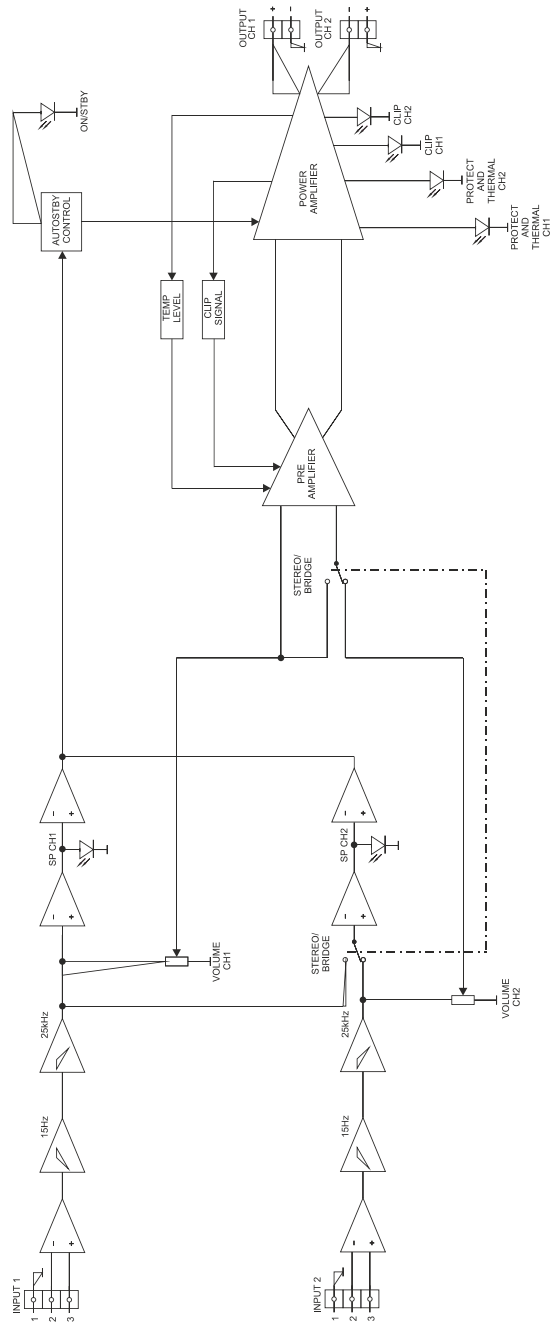 INPUT 1
1
2
3
-
+
15Hz
25kHz
VOLUME
CH1
-
+
SP CH1
-
+
AUTOSTBY
CONTROL
ON/STBY
INPUT 2
1
2
3
-
+
15Hz
25kHz
VOLUME
CH2
STEREO/
BRIDGE
-
+
SP CH2
-
+
STEREO/
BRIDGE
PRE
AMPLIFIER
TEMP
LEVEL
CLIP
SIGNAL
POWER
AMPLIFIER
OUTPUT
CH 1
+
-
OUTPUT
CH 2
-
+
CLIP
CH2
CLIP
CH1
PROTECT
AND
THERMAL
CH2
PROTECT
AND
THERMAL
CH1